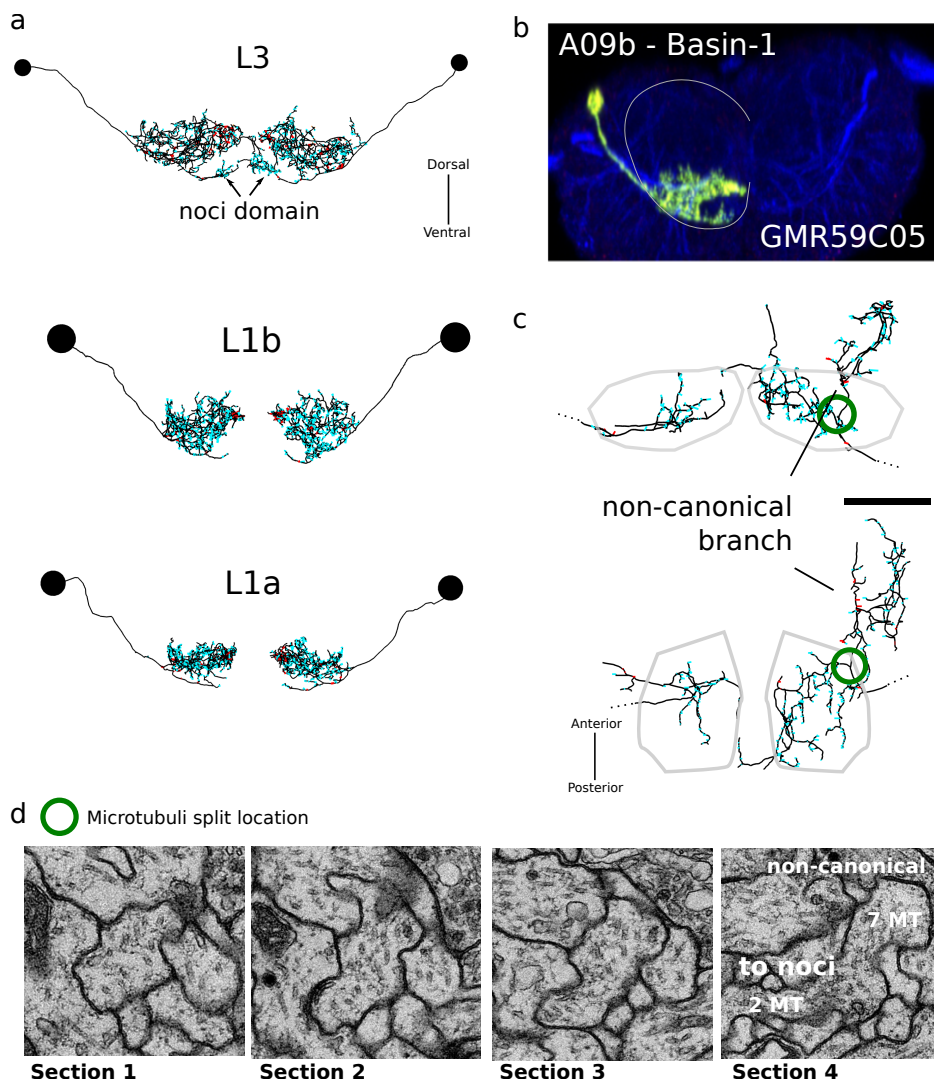 a
L3
Dorsal
noci domain
Ventral
L1b
L1a
b
A09b - Basin-1
GMR59C05
c
non-canonical
branch
Anterior
Posterior
d
Microtubuli split location
non-canonical
7 MT
to noci
2 MT
Section 1
Section 2
Section 3
Section 4